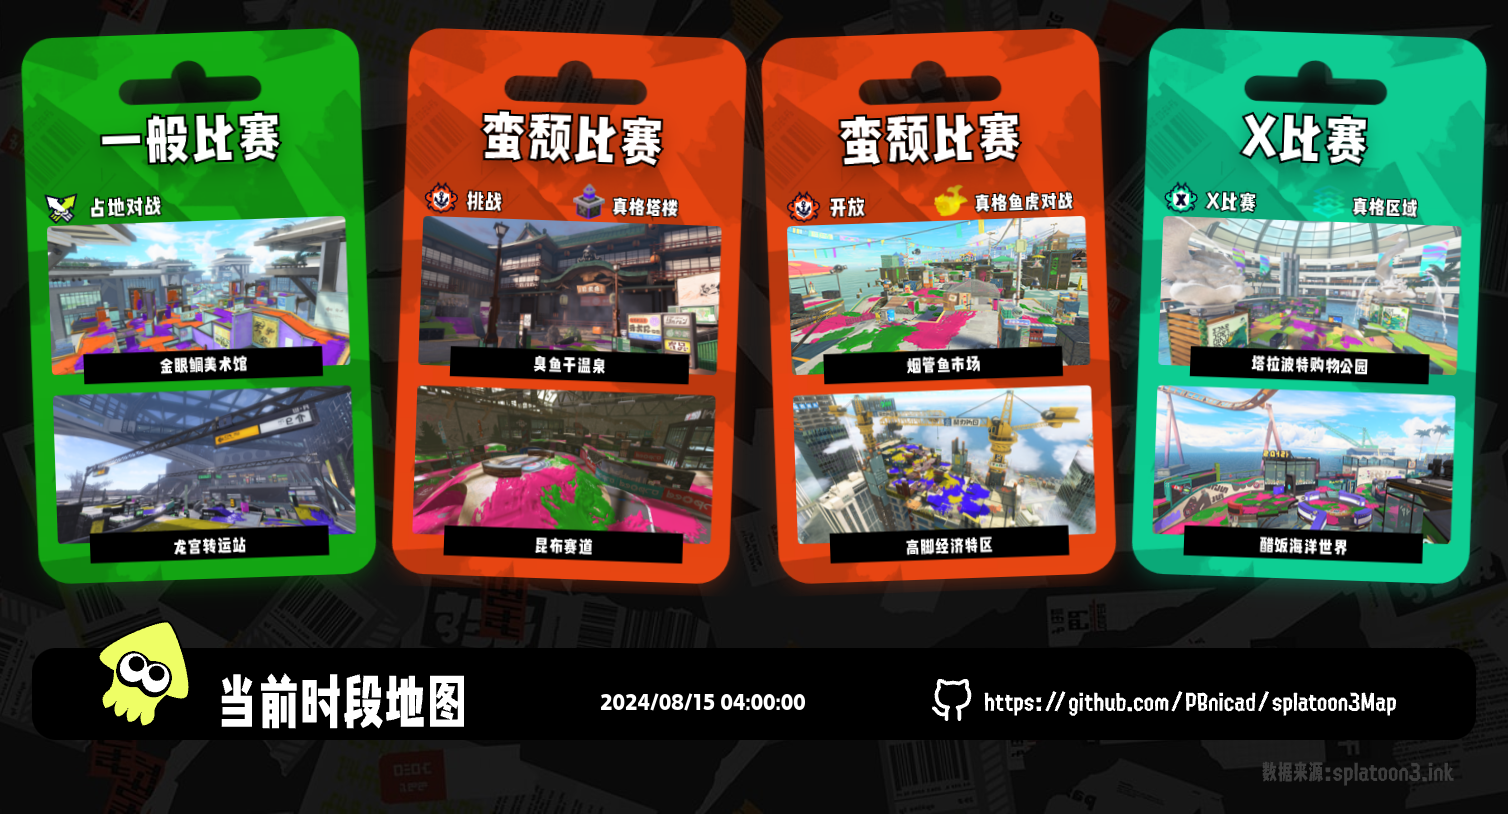 一般比赛
占地对战
金眼鲷美术馆
龙宫转运站
蛮颓比赛
挑战
真格塔楼
臭鱼干温泉
昆布赛道
蛮颓比赛
开放
真格鱼虎对战
烟管鱼市场
高脚经济特区
X比赛
X比赛
真格区域
塔拉波特购物公园
醋饭海洋世界
当前时段地图
2024/08/15 04:00:00
https://github.com/PBnicad/splatoon3Map
数据来源:splatoon3.ink